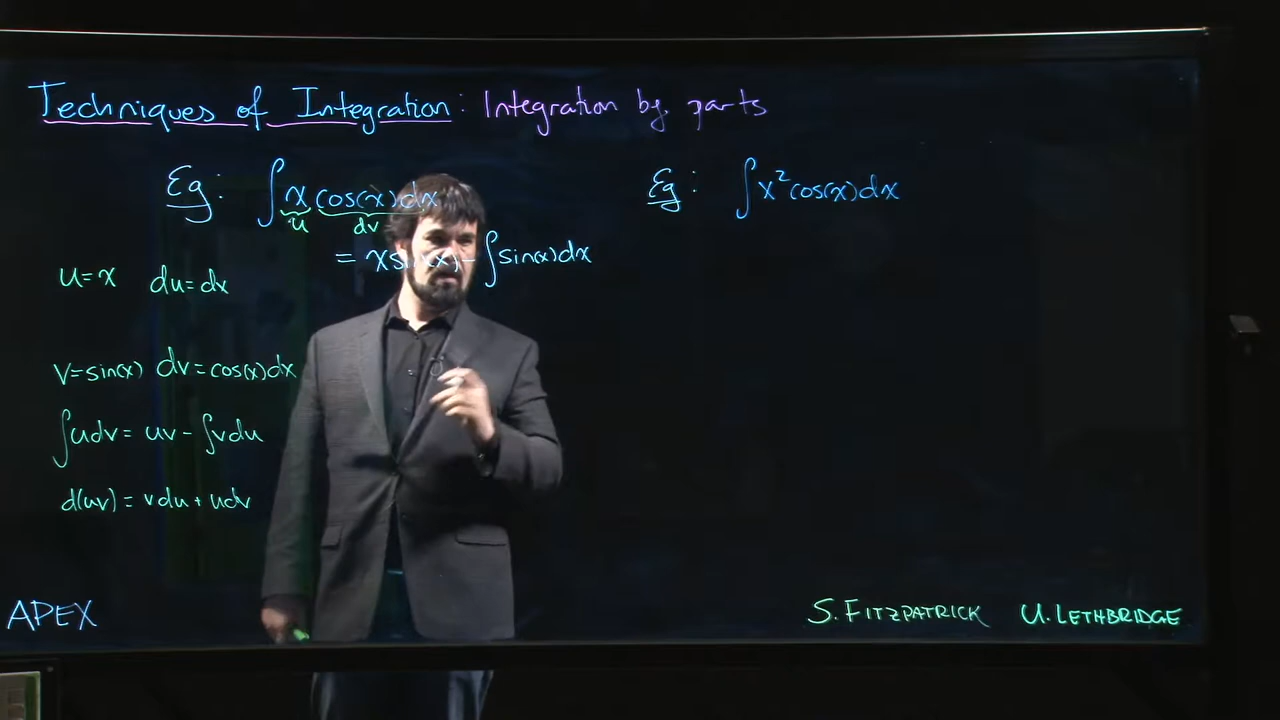 Techniques of Integration: Integration by parts
Eg: ∫x cos(x)dx
u dv
= x sin(x) - ∫sin(x)dx
u=x du=dx
v=sin(x) dv=cos(x)dx
∫udv = uv - ∫vdu
d(uv) = vdu + udv
Eg: ∫x²cos(x)dx
APEX
S. FITZPATRICK U. LETHBRIDGE